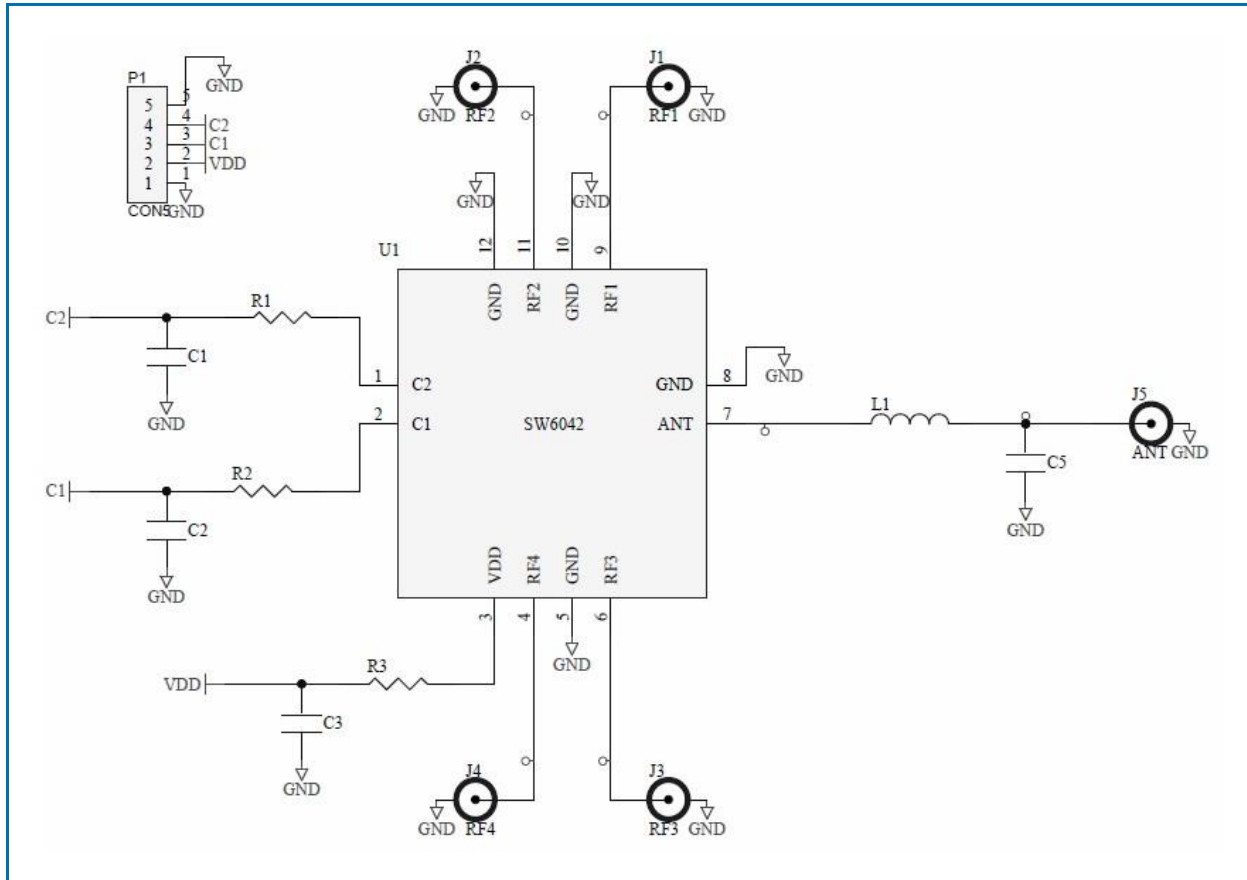 P1
5
4
3
2
1
5
4
3
2
1
GND
C2
C1
VDD
GND
CON5
J2
GND
RF2
J1
RF1
GND
GND
GND
12
11
10
9
U1
GND
RF2
GND
RF1
C2
R1
C1
GND
1
C2
2
C1
SW6042
GND
8
GND
ANT
7
L1
J5
ANT
GND
C5
GND
C1
R2
C2
GND
VDD
RF4
GND
RF3
3
4
5
6
GND
VDD
R3
C3
GND
J4
GND
RF4
J3
RF3
GND